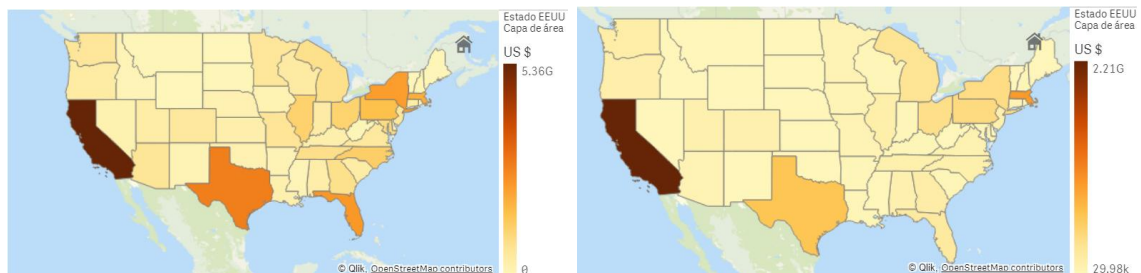 Estado EEUU
Capa de área
US $
5.36G
0
© Qlik, OpenStreetMap contributors
Estado EEUU
Capa de área
US $
2.21G
29.98k
© Qlik, OpenStreetMap contributors